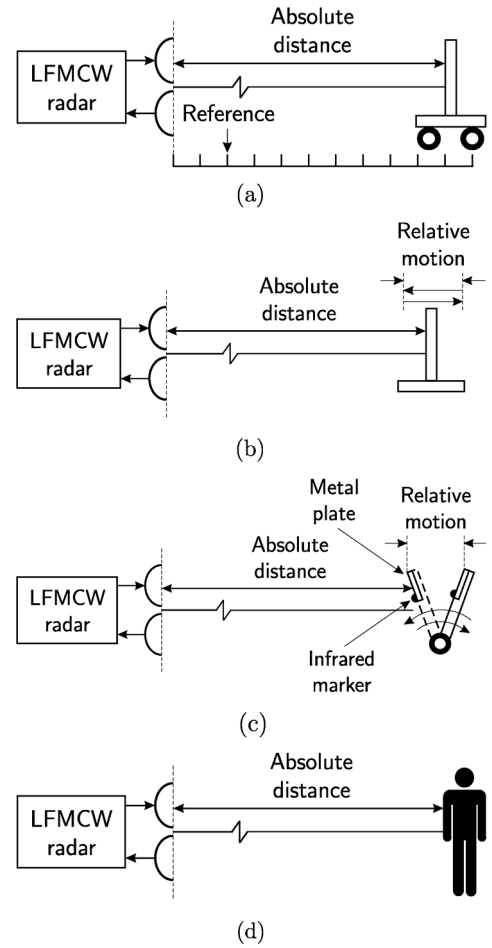 Absolute
distance
LFMCW
radar
Reference
(a)
Relative
motion
Absolute
distance
LFMCW
radar
(b)
Metal
plate
Relative
motion
Absolute
distance
LFMCW
radar
Infrared
marker
(c)
Absolute
distance
LFMCW
radar
(d)